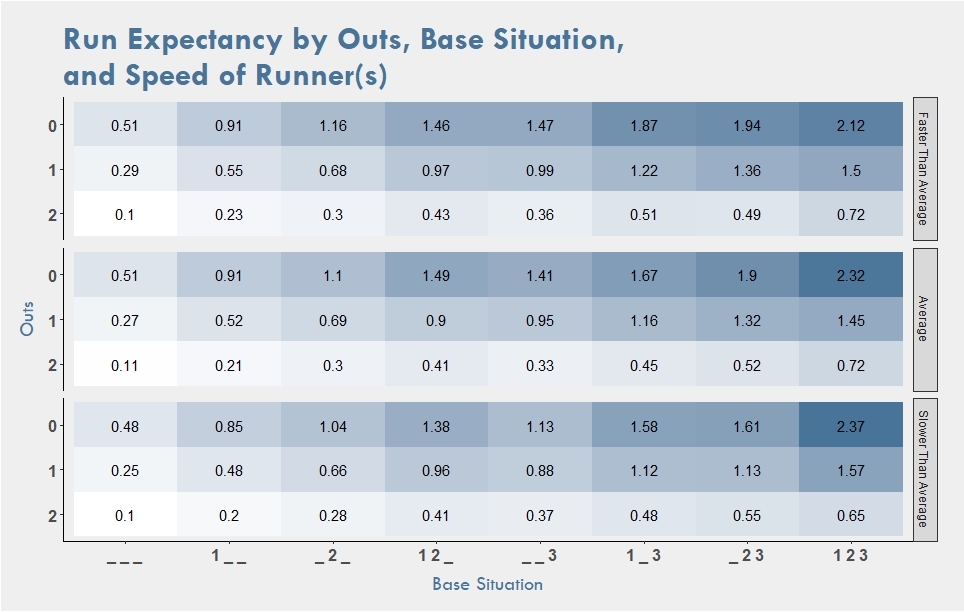 Run Expectancy by Outs, Base Situation,
and Speed of Runner(s)
0 0.51 0.91 1.16 1.46 1.47 1.87 1.94 2.12
1 0.29 0.55 0.68 0.97 0.99 1.22 1.36 1.5
2 0.1 0.23 0.3 0.43 0.36 0.51 0.49 0.72
Faster Than Average
0 0.51 0.91 1.1 1.49 1.41 1.67 1.9 2.32
1 0.27 0.52 0.69 0.9 0.95 1.16 1.32 1.45
2 0.11 0.21 0.3 0.41 0.33 0.45 0.52 0.72
Average
0 0.48 0.85 1.04 1.38 1.13 1.58 1.61 2.37
1 0.25 0.48 0.66 0.96 0.88 1.12 1.13 1.57
2 0.1 0.2 0.28 0.41 0.37 0.48 0.55 0.65
Slower Than Average
Outs
_ _ _ 1 _ _ _ 2 _ 1 2 _ _ _ 3 1 _ 3 _ 2 3 1 2 3
Base Situation